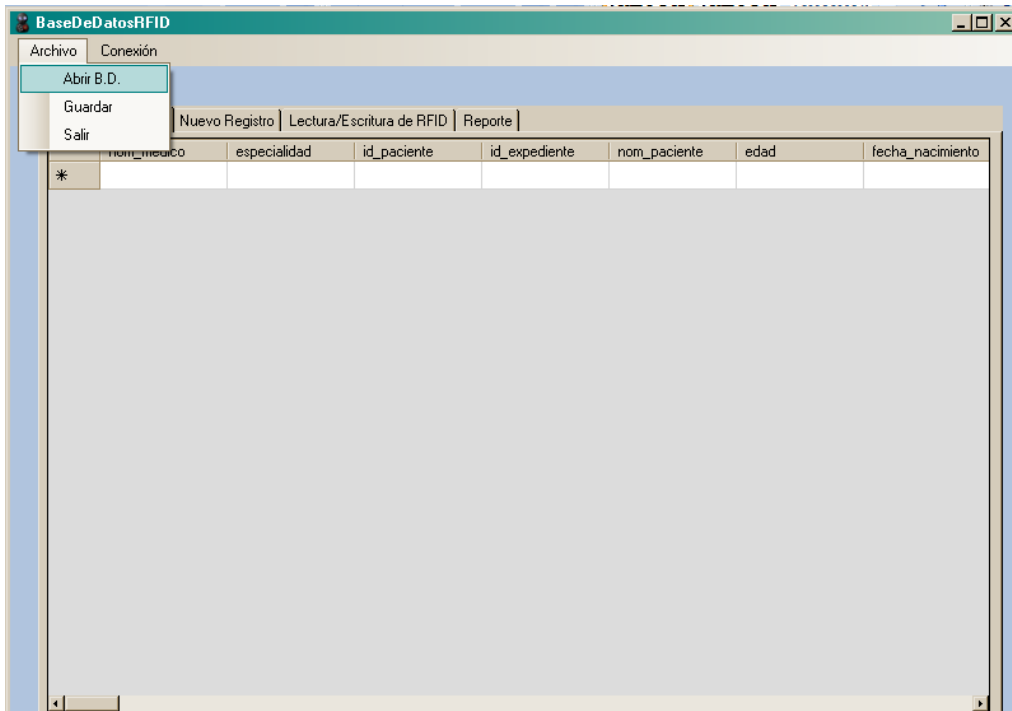 BaseDeDatosRFID
Archivo Conexión
Abrir B.D.
Guardar
Salir
Nuevo Registro Lectura/Escritura de RFID Reporte
nom_medico especialidad id_paciente id_expediente nom_paciente edad fecha_nacimiento